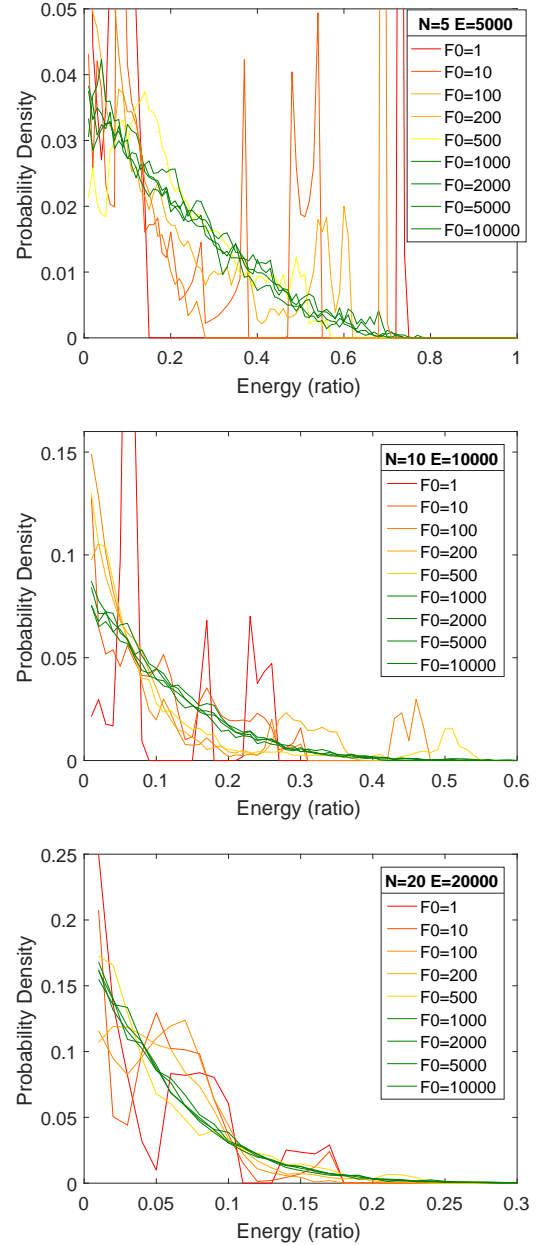 0.05
0.04
0.03
0.02
0.01
0
Probability Density
N=5 E=5000
F0=1
F0=10
F0=100
F0=200
F0=500
F0=1000
F0=2000
F0=5000
F0=10000
0 0.2 0.4 0.6 0.8 1
Energy (ratio)
0.15
0.1
0.05
0
Probability Density
N=10 E=10000
F0=1
F0=10
F0=100
F0=200
F0=500
F0=1000
F0=2000
F0=5000
F0=10000
0 0.1 0.2 0.3 0.4 0.5 0.6
Energy (ratio)
0.25
0.2
0.15
0.1
0.05
0
Probability Density
N=20 E=20000
F0=1
F0=10
F0=100
F0=200
F0=500
F0=1000
F0=2000
F0=5000
F0=10000
0 0.05 0.1 0.15 0.2 0.25 0.3
Energy (ratio)